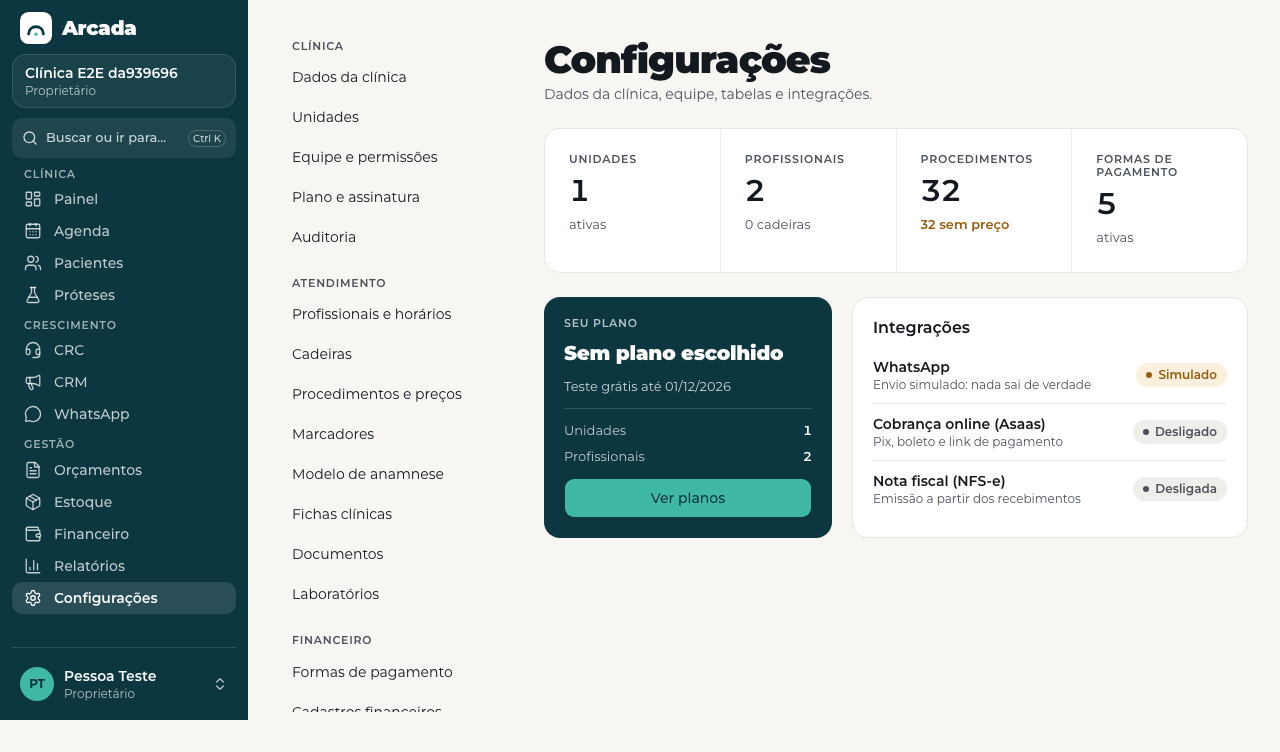 Arcada
Clínica E2E da939696
Proprietário
Buscar ou ir para...
Ctrl K
CLÍNICA
Painel
Agenda
Pacientes
Próteses
CRESCIMENTO
CRC
CRM
WhatsApp
GESTÃO
Orçamentos
Estoque
Financeiro
Relatórios
Configurações
PT
Pessoa Teste
Proprietário
CLÍNICA
Dados da clínica
Unidades
Equipe e permissões
Plano e assinatura
Auditoria
ATENDIMENTO
Profissionais e horários
Cadeiras
Procedimentos e preços
Marcadores
Modelo de anamnese
Fichas clínicas
Documentos
Laboratórios
FINANCEIRO
Formas de pagamento
Cadastros financeiros
Configurações
Dados da clínica, equipe, tabelas e integrações.
UNIDADES
1
ativas
PROFISSIONAIS
2
0 cadeiras
PROCEDIMENTOS
32
32 sem preço
FORMAS DE
PAGAMENTO
5
ativas
SEU PLANO
Sem plano escolhido
Teste grátis até 01/12/2026
Unidades 1
Profissionais 2
Ver planos
Integrações
WhatsApp
Envio simulado: nada sai de verdade
Simulado
Cobrança online (Asaas)
Pix, boleto e link de pagamento
Desligado
Nota fiscal (NFS-e)
Emissão a partir dos recebimentos
Desligada